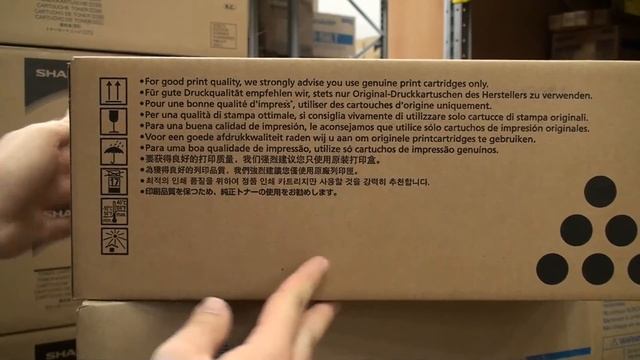 SHARP
CARTUCHO DE TONER
•For good print quality, we strongly advise you use genuine print cartridges only.
•Für gute Druckqualität empfehlen wir, stets nur Original-Druckkartuschen des Herstellers zu verwenden.
•Pour une bonne qualité d'impress°, utiliser des cartouches d'origine uniquement.
•Per una qualità di stampa ottimale, si consiglia vivamente di utilizzare solo cartucce di stampa originali.
•Para una buena calidad de impresión, le aconsejamos que utilice sólo cartuchos de impresión originales.
•Voor een goede afdrukkwaliteit raden wij u aan om originele printcartridges te gebruiken.
•Para uma boa qualidade de impressão, utilize só cartuchos de impressão genuínos.
•要获得良好的打印质量，我们强烈建议您只使用原装打印盒。
•為獲得良好的列印品質，我們強烈建議您僅使用原廠列印匣。
•최적의 인쇄 품질을 위하여 정품 인쇄 카트리지만 사용할 것을 강력히 추천합니다.
•印刷品質を保つため、純正トナーの使用をお勧めします。
17
SHARP
SHARP